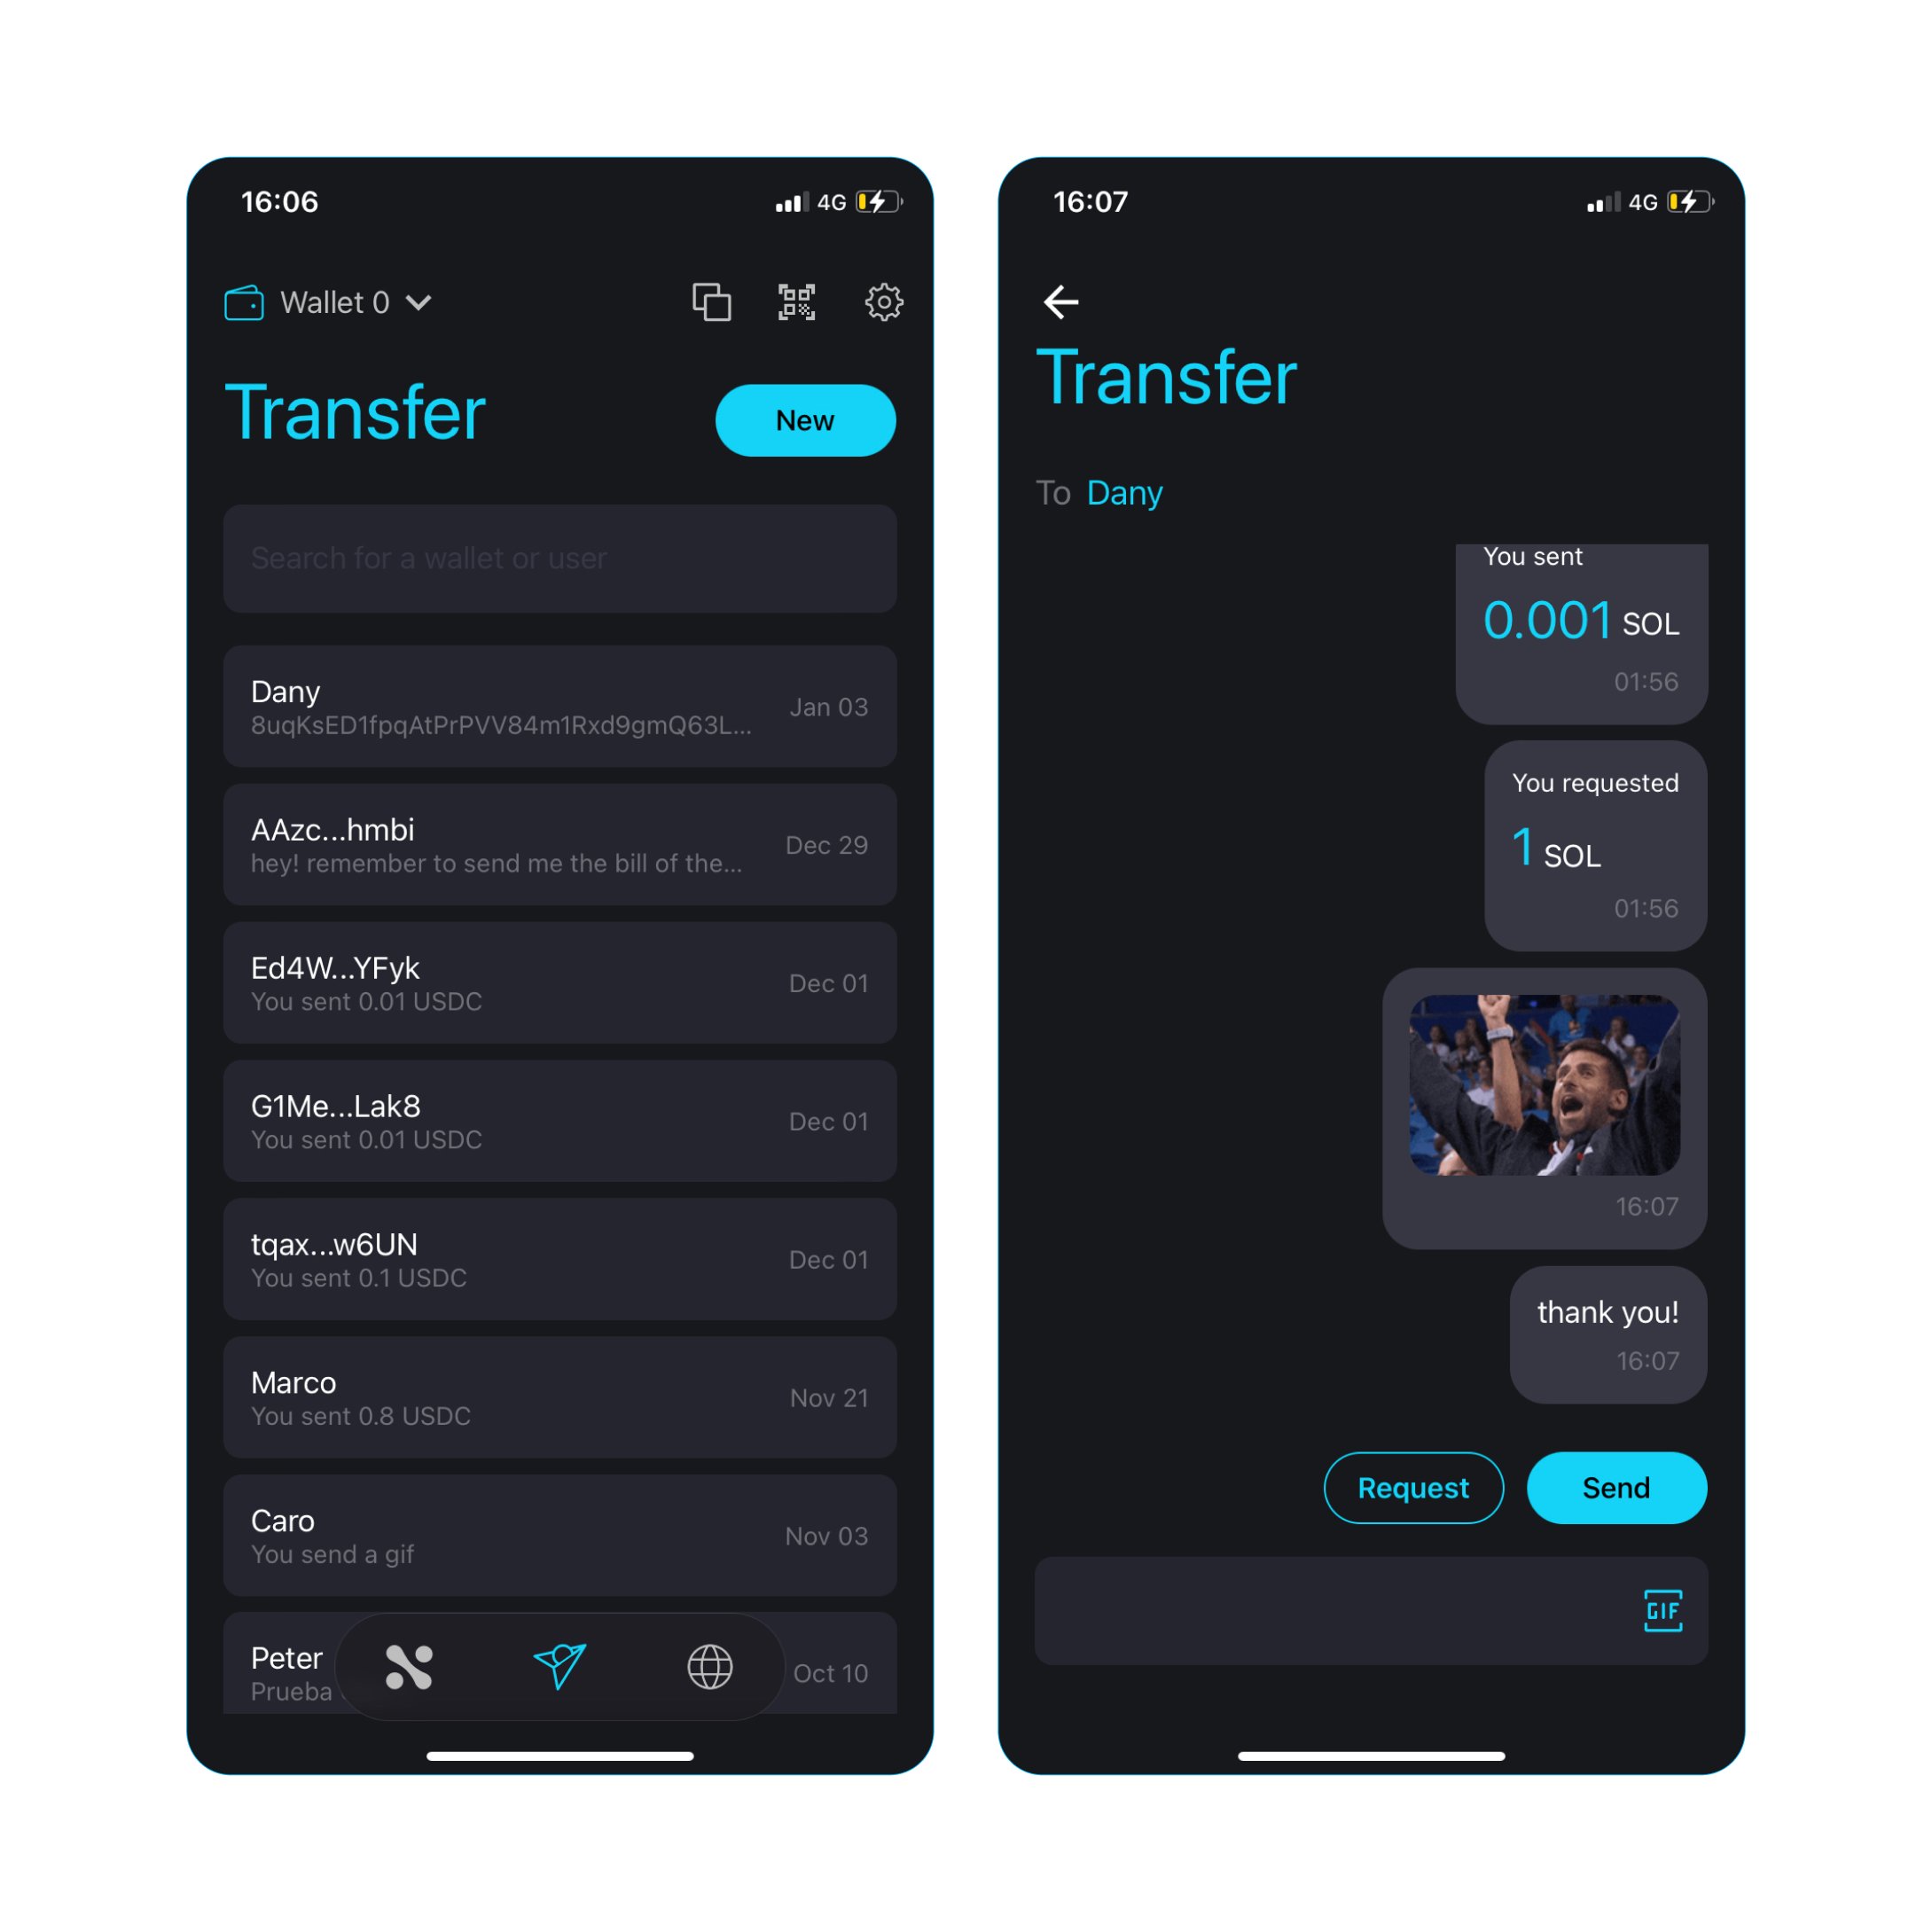 16:06
4G
Wallet 0
Transfer
New
Search for a wallet or user
Dany
8uqKsED1fpqAtPrPVV84m1Rxd9gmQ63L...
Jan 03
AAzc...hmbi
hey! remember to send me the bill of the...
Dec 29
Ed4W...YFyk
You sent 0.01 USDC
Dec 01
G1Me...Lak8
You sent 0.01 USDC
Dec 01
tqax...w6UN
You sent 0.1 USDC
Dec 01
Marco
You sent 0.8 USDC
Nov 21
Caro
You send a gif
Nov 03
Peter
Prueba
Oct 10
16:07
4G
Transfer
To Dany
You sent
0.001 SOL
01:56
You requested
1 SOL
01:56
16:07
thank you!
16:07
Request
Send
GIF